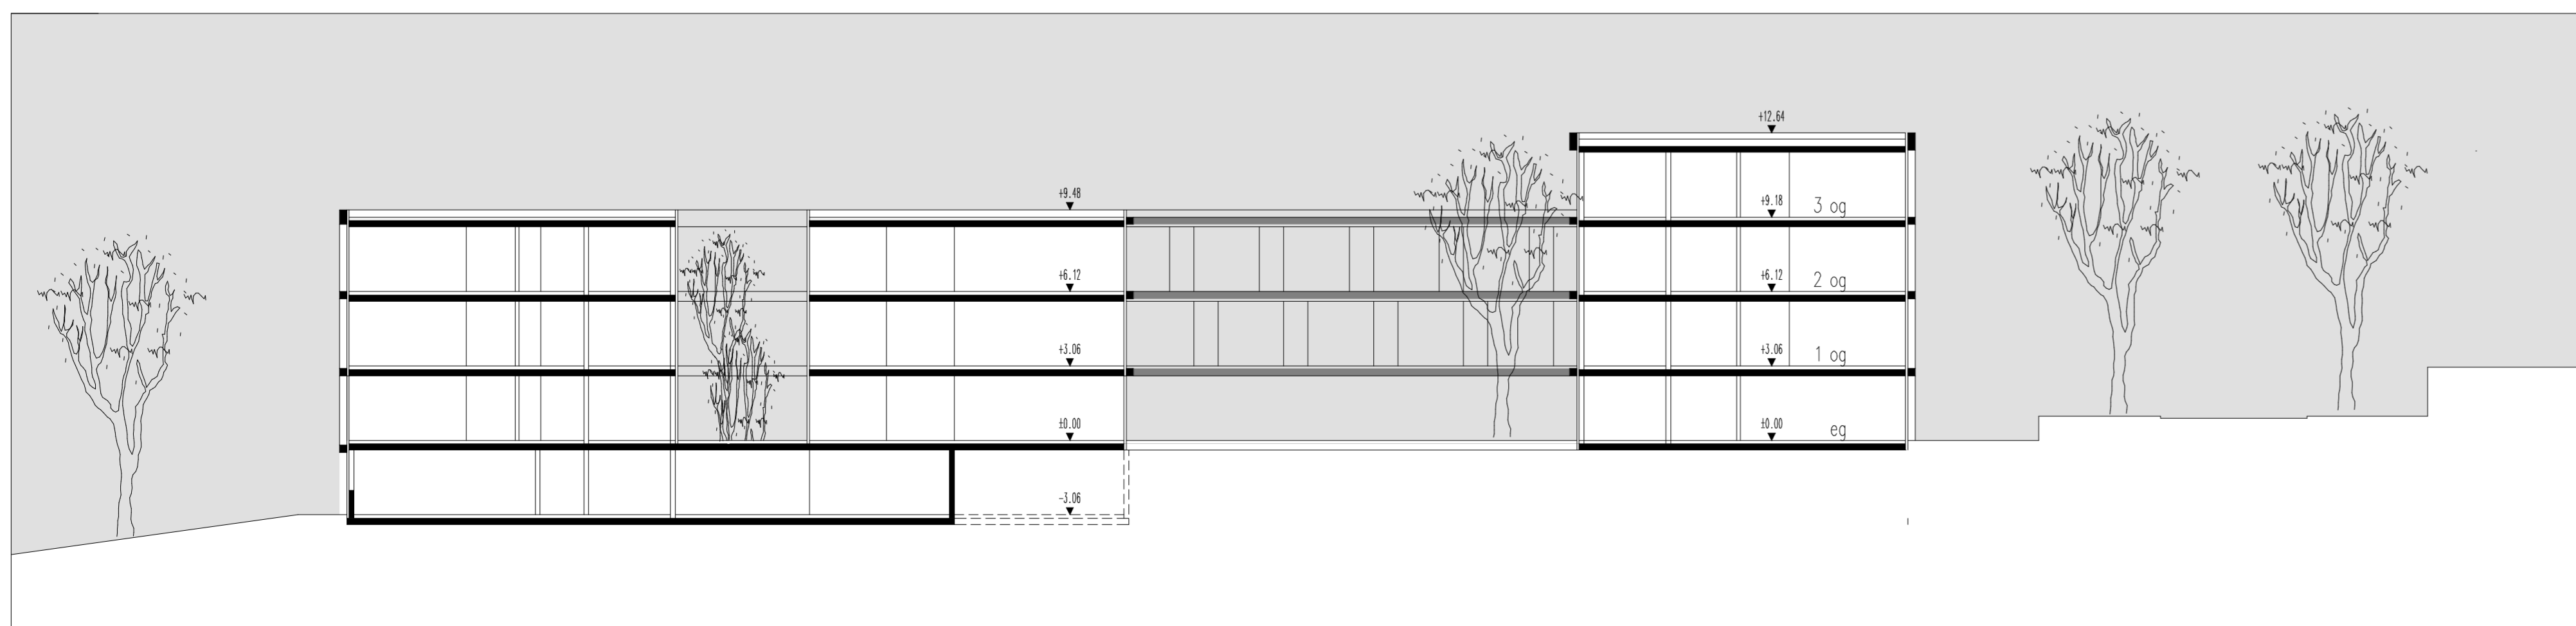 +12.64
+9.48
+9.18
3 og
+6.12
+6.12
2 og
+3.06
+3.06
1 og
±0.00
±0.00
eg
-3.06